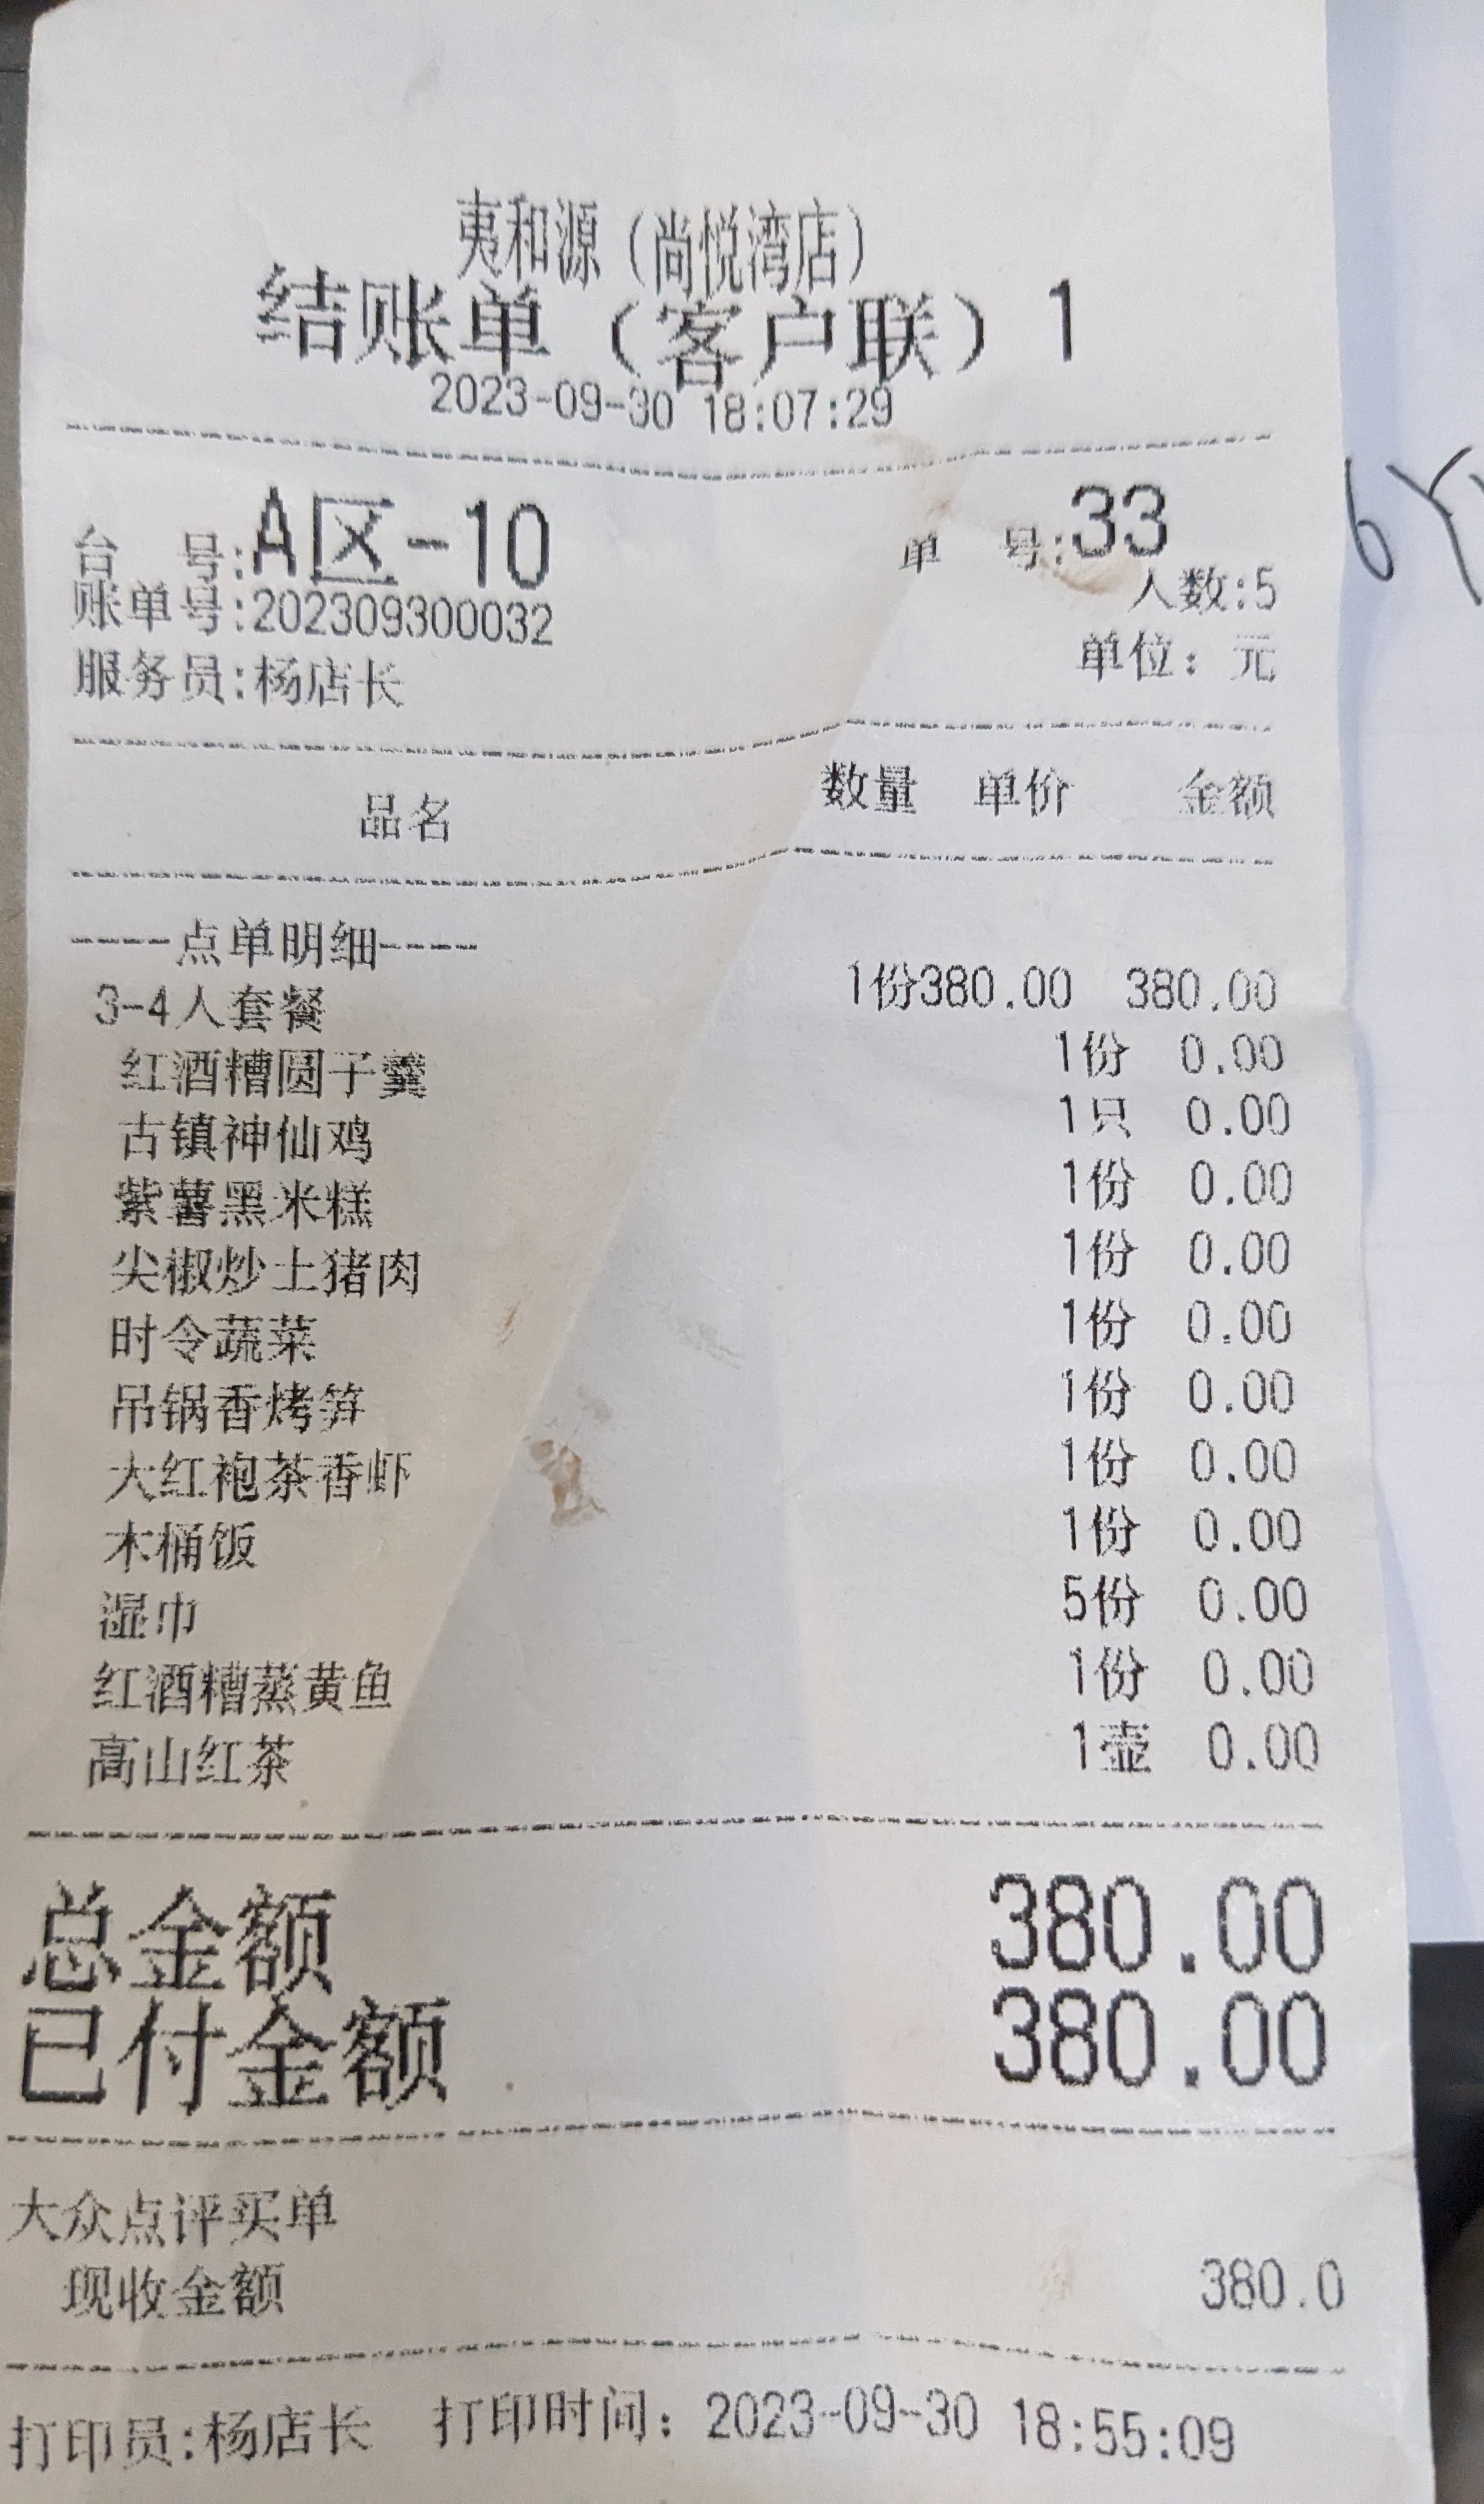 夷和源（尚悦湾店）
结账单（客户联）1
2023-09-30 18:07:29
台 号:A区-10 单 号:33
账单号:202309300032 人数:5
服务员:杨店长 单位：元
品名 数量 单价 金额
----点单明细----
3-4人套餐 1份380.00 380.00
红酒糟圆子羹 1份 0.00
古镇神仙鸡 1只 0.00
紫薯黑米糕 1份 0.00
尖椒炒土猪肉 1份 0.00
时令蔬菜 1份 0.00
吊锅香烤笋 1份 0.00
大红袍茶香虾 1份 0.00
木桶饭 1份 0.00
湿巾 5份 0.00
红酒糟蒸黄鱼 1份 0.00
高山红茶 1壶 0.00
总金额 380.00
已付金额 380.00
大众点评买单
现收金额 380.0
打印员:杨店长 打印时间：2023-09-30 18:55:09